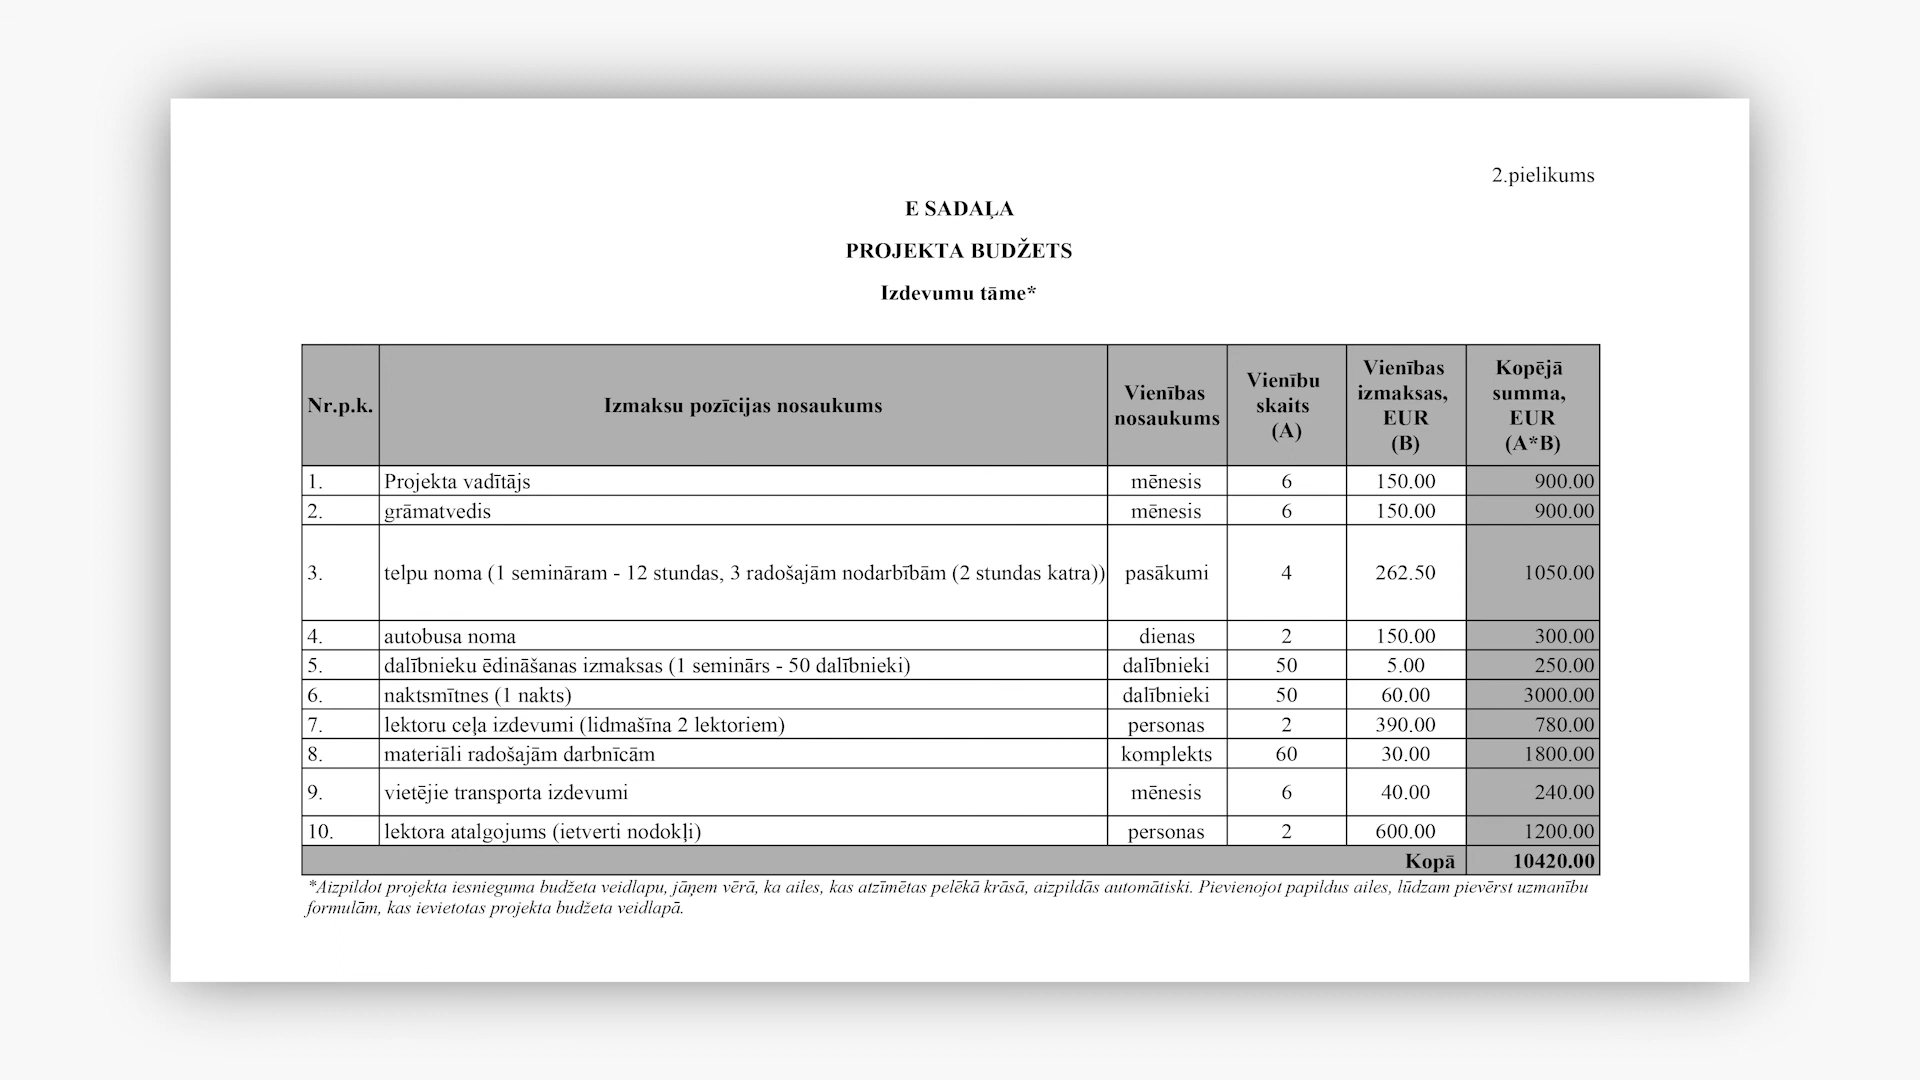 2.pielikums
E SADAĻA
PROJEKTA BUDŽETS
Izdevumu tāme*
Nr.p.k. Izmaksu pozīcijas nosaukums Vienības nosaukums Vienību skaits (A) Vienības izmaksas, EUR (B) Kopējā summa, EUR (A*B)
1. Projekta vadītājs mēnesis 6 150.00 900.00
2. grāmatvedis mēnesis 6 150.00 900.00
3. telpu noma (1 semināram - 12 stundas, 3 radošajām nodarbībām (2 stundas katra)) pasākumi 4 262.50 1050.00
4. autobusa noma dienas 2 150.00 300.00
5. dalībnieku ēdināšanas izmaksas (1 seminārs - 50 dalībnieki) dalībnieki 50 5.00 250.00
6. naktsmītnes (1 nakts) dalībnieki 50 60.00 3000.00
7. lektoru ceļa izdevumi (lidmašīna 2 lektoriem) personas 2 390.00 780.00
8. materiāli radošajām darbnīcām komplekts 60 30.00 1800.00
9. vietējie transporta izdevumi mēnesis 6 40.00 240.00
10. lektora atalgojums (ietverti nodokļi) personas 2 600.00 1200.00
Kopā 10420.00
*Aizpildot projekta iesnieguma budžeta veidlapu, jāņem vērā, ka ailes, kas atzīmētas pelēkā krāsā, aizpildās automātiski. Pievienojot papildus ailes, lūdzam pievērst uzmanību
formulām, kas ievietotas projekta budžeta veidlapā.